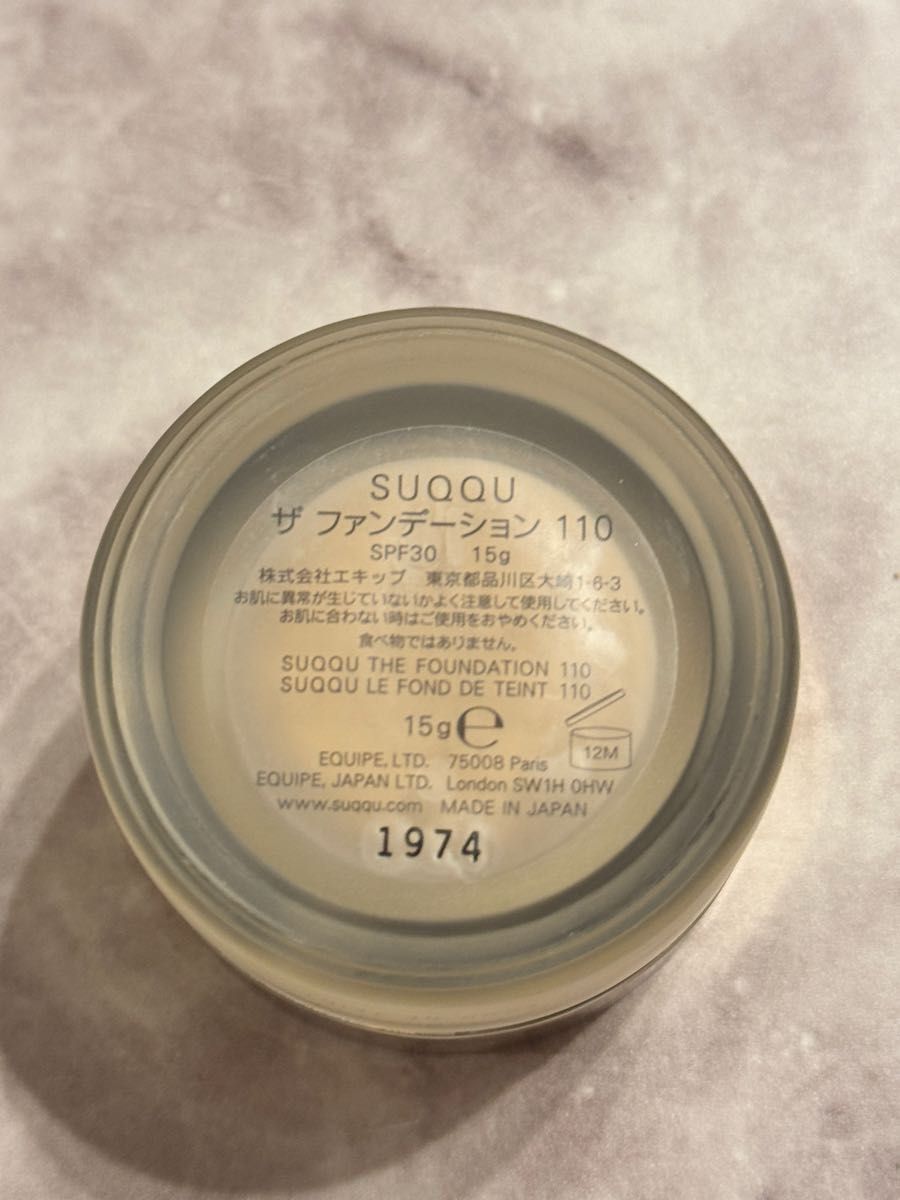 SUQQU
ザ ファンデーション 110
SPF30 15g
株式会社エキップ 東京都品川区大崎1-6-3
お肌に異常が生じていないかよく注意して使用してください。
お肌に合わない時はご使用をおやめください。
食べ物ではありません。
SUQQU THE FOUNDATION 110
SUQQU LE FOND DE TEINT 110
15g ℮ 12M
EQUIPE, LTD. 75008 Paris
EQUIPE, JAPAN LTD. London SW1H 0HW
www.suqqu.com MADE IN JAPAN
1974